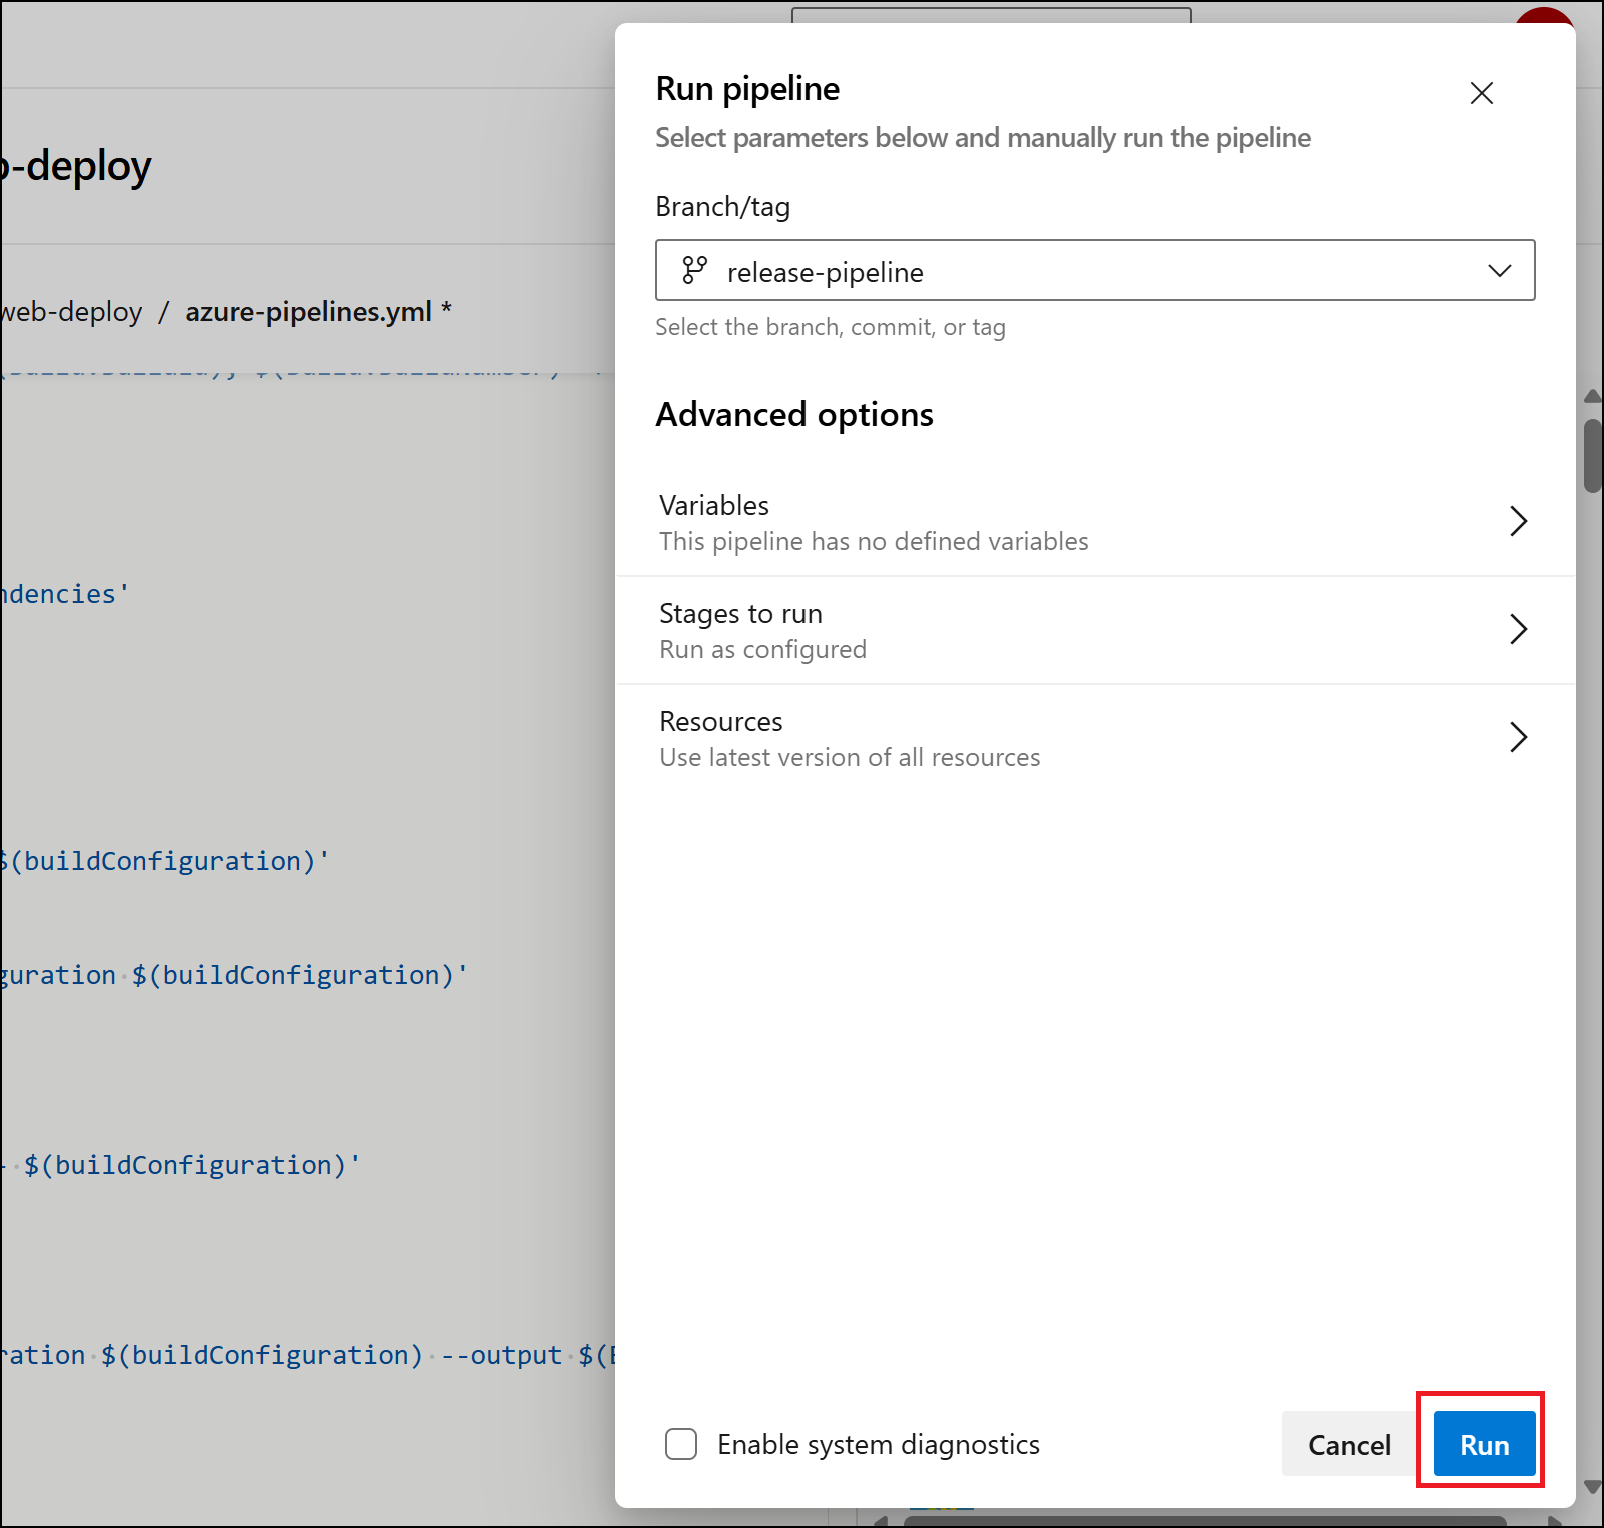 Run pipeline
Select parameters below and manually run the pipeline
Branch/tag
release-pipeline
Select the branch, commit, or tag
Advanced options
Variables
This pipeline has no defined variables
Stages to run
Run as configured
Resources
Use latest version of all resources
Enable system diagnostics
Cancel
Run
-deploy
web-deploy / azure-pipelines.yml *
ndencies'
$(buildConfiguration)'
guration $(buildConfiguration)'
$(buildConfiguration)'
ration $(buildConfiguration) --output $(